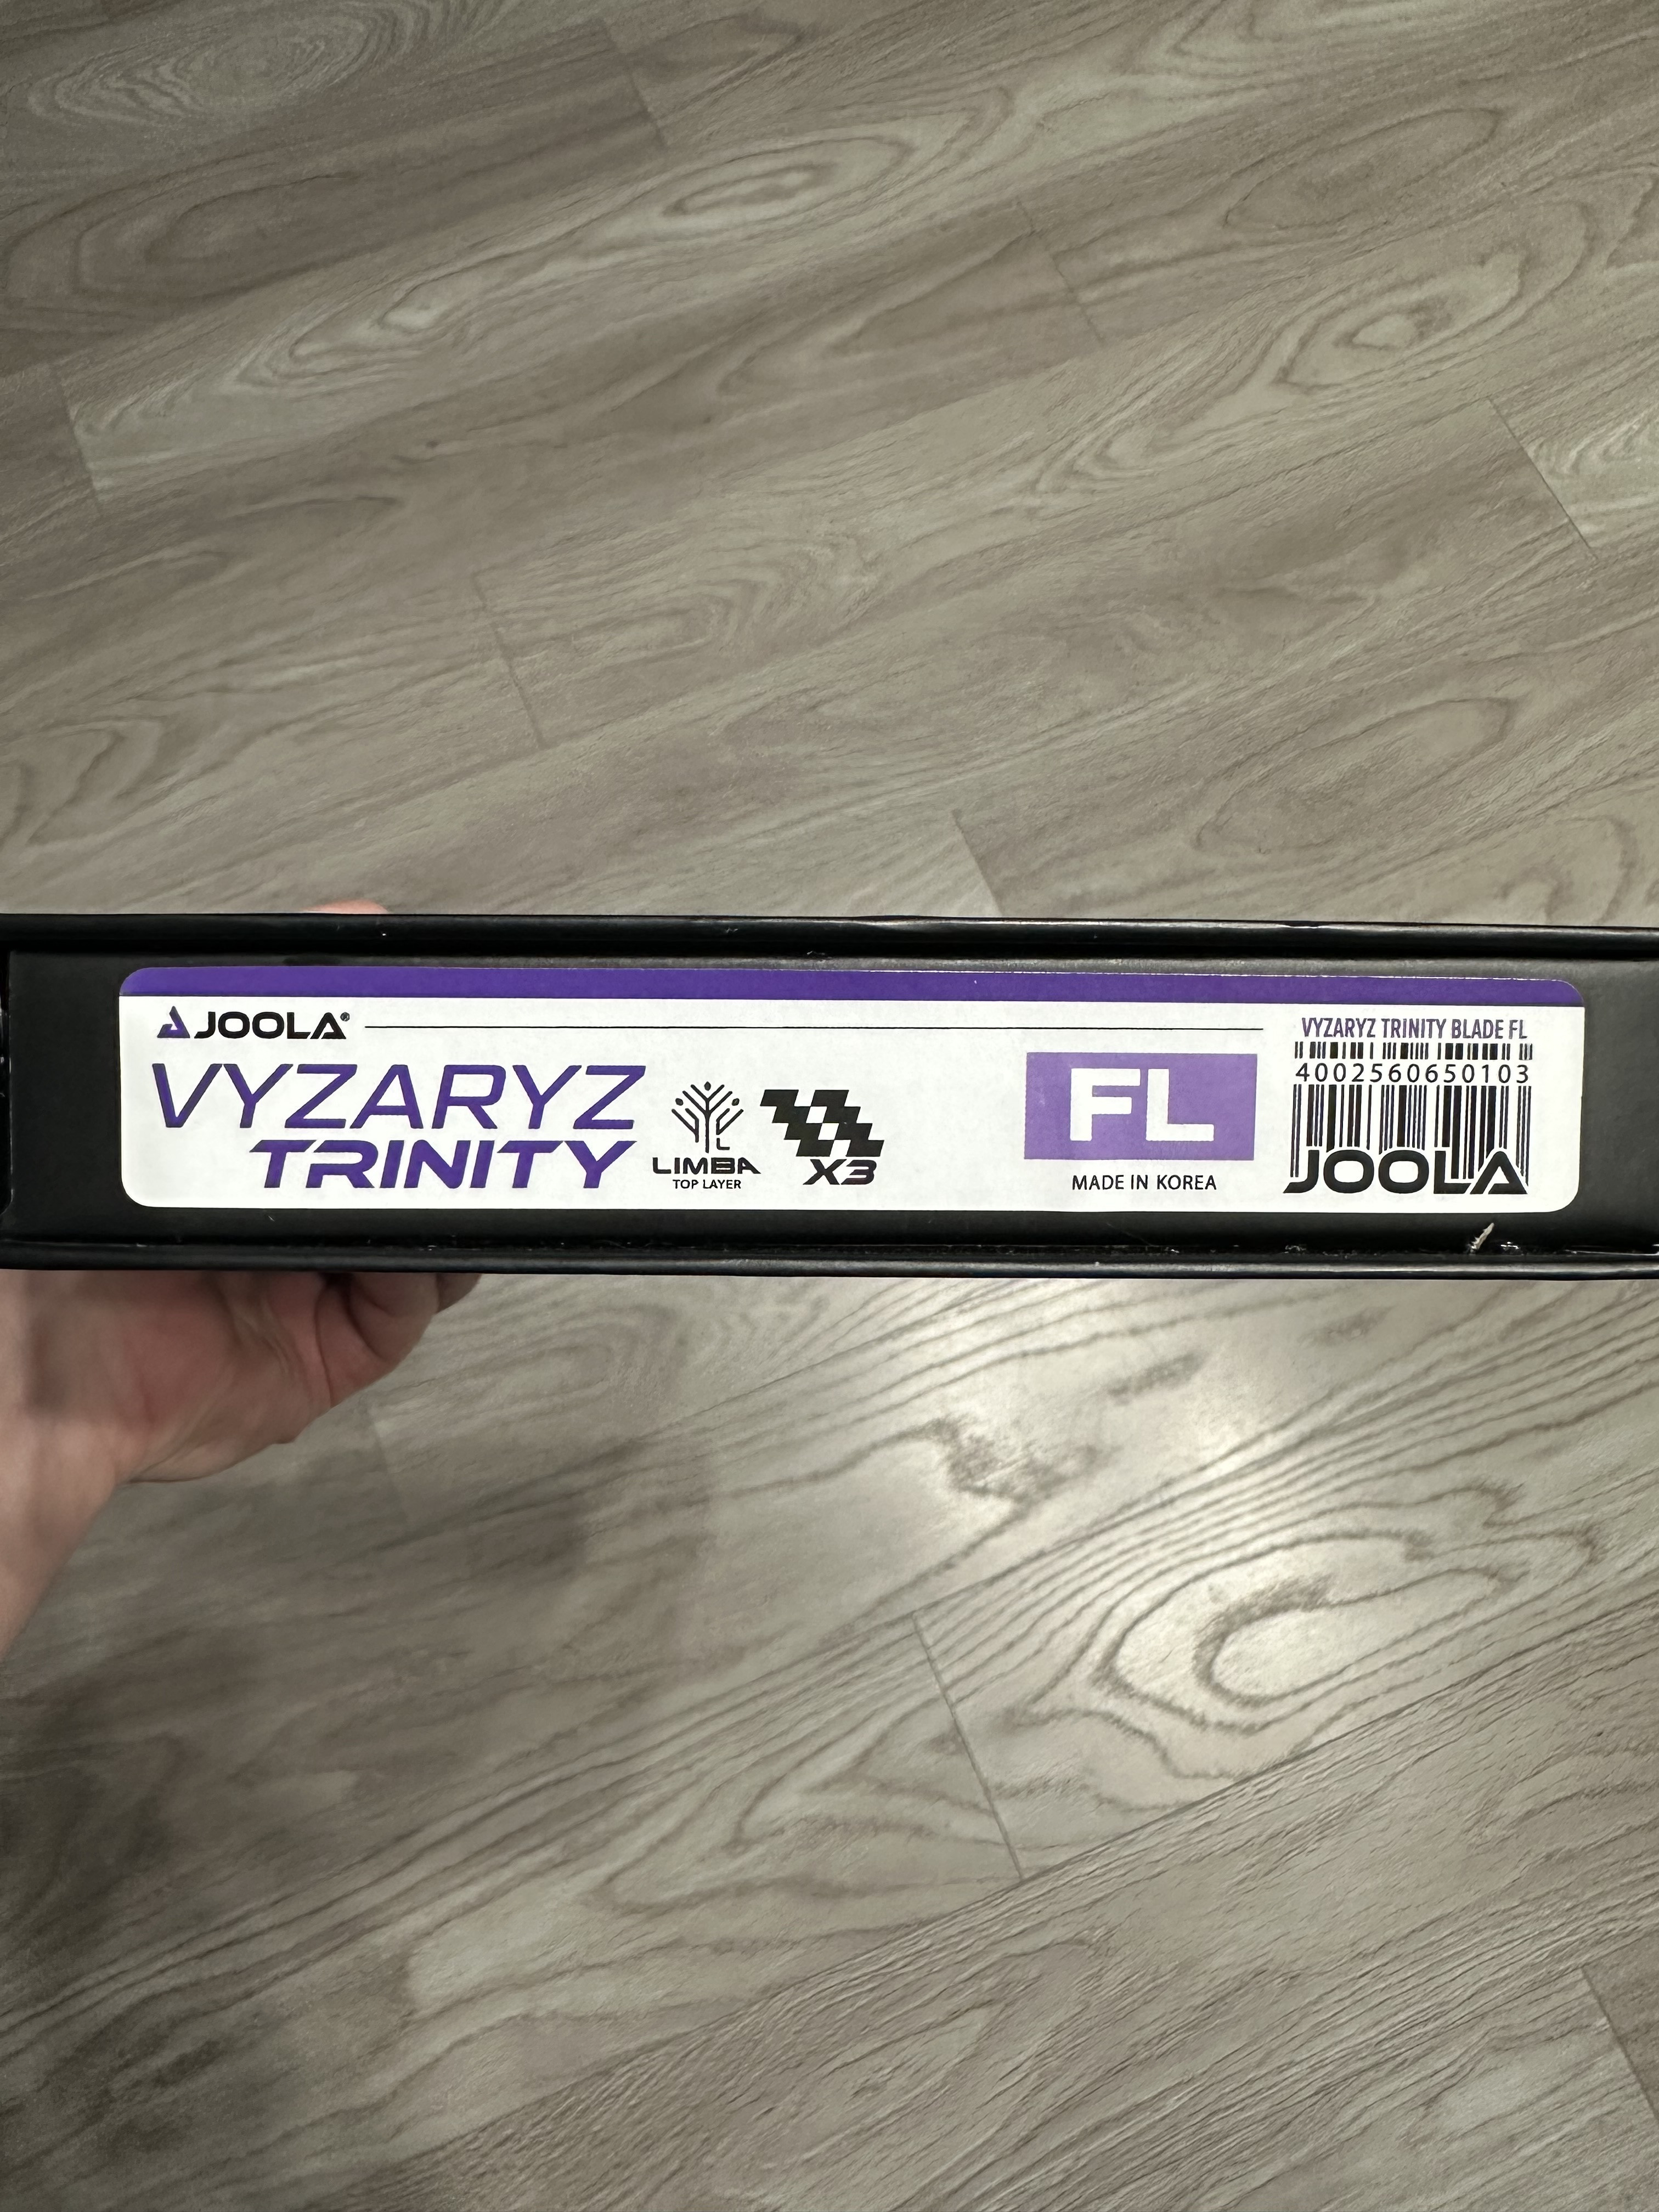 JOOLA®
VYZARYZ
TRINITY
L
LIMBA
TOP LAYER
X3
FL
MADE IN KOREA
VYZARYZ TRINITY BLADE FL
4002560650103
JOOLA